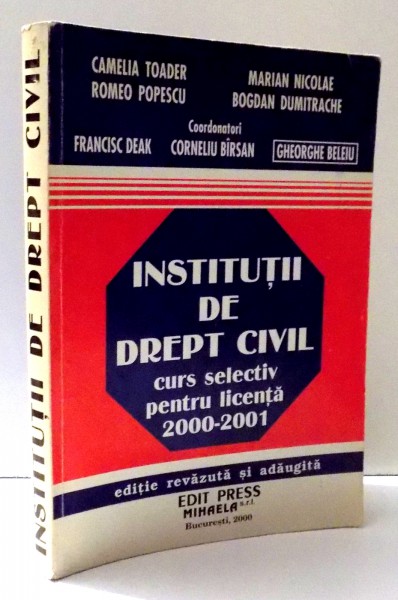 INSTITUȚII DE DREPT CIVIL
CAMELIA TOADER
MARIAN NICOLAE
ROMEO POPESCU
BOGDAN DUMITRACHE
Coordonatori
FRANCISC DEAK
CORNELIU BÎRSAN
GHEORGHE BELEIU
INSTITUȚII
DE
DREPT CIVIL
curs selectiv
pentru licență
2000-2001
ediție revăzută și adăugită
EDIT PRESS
MIHAELA s.r.l.
București, 2000